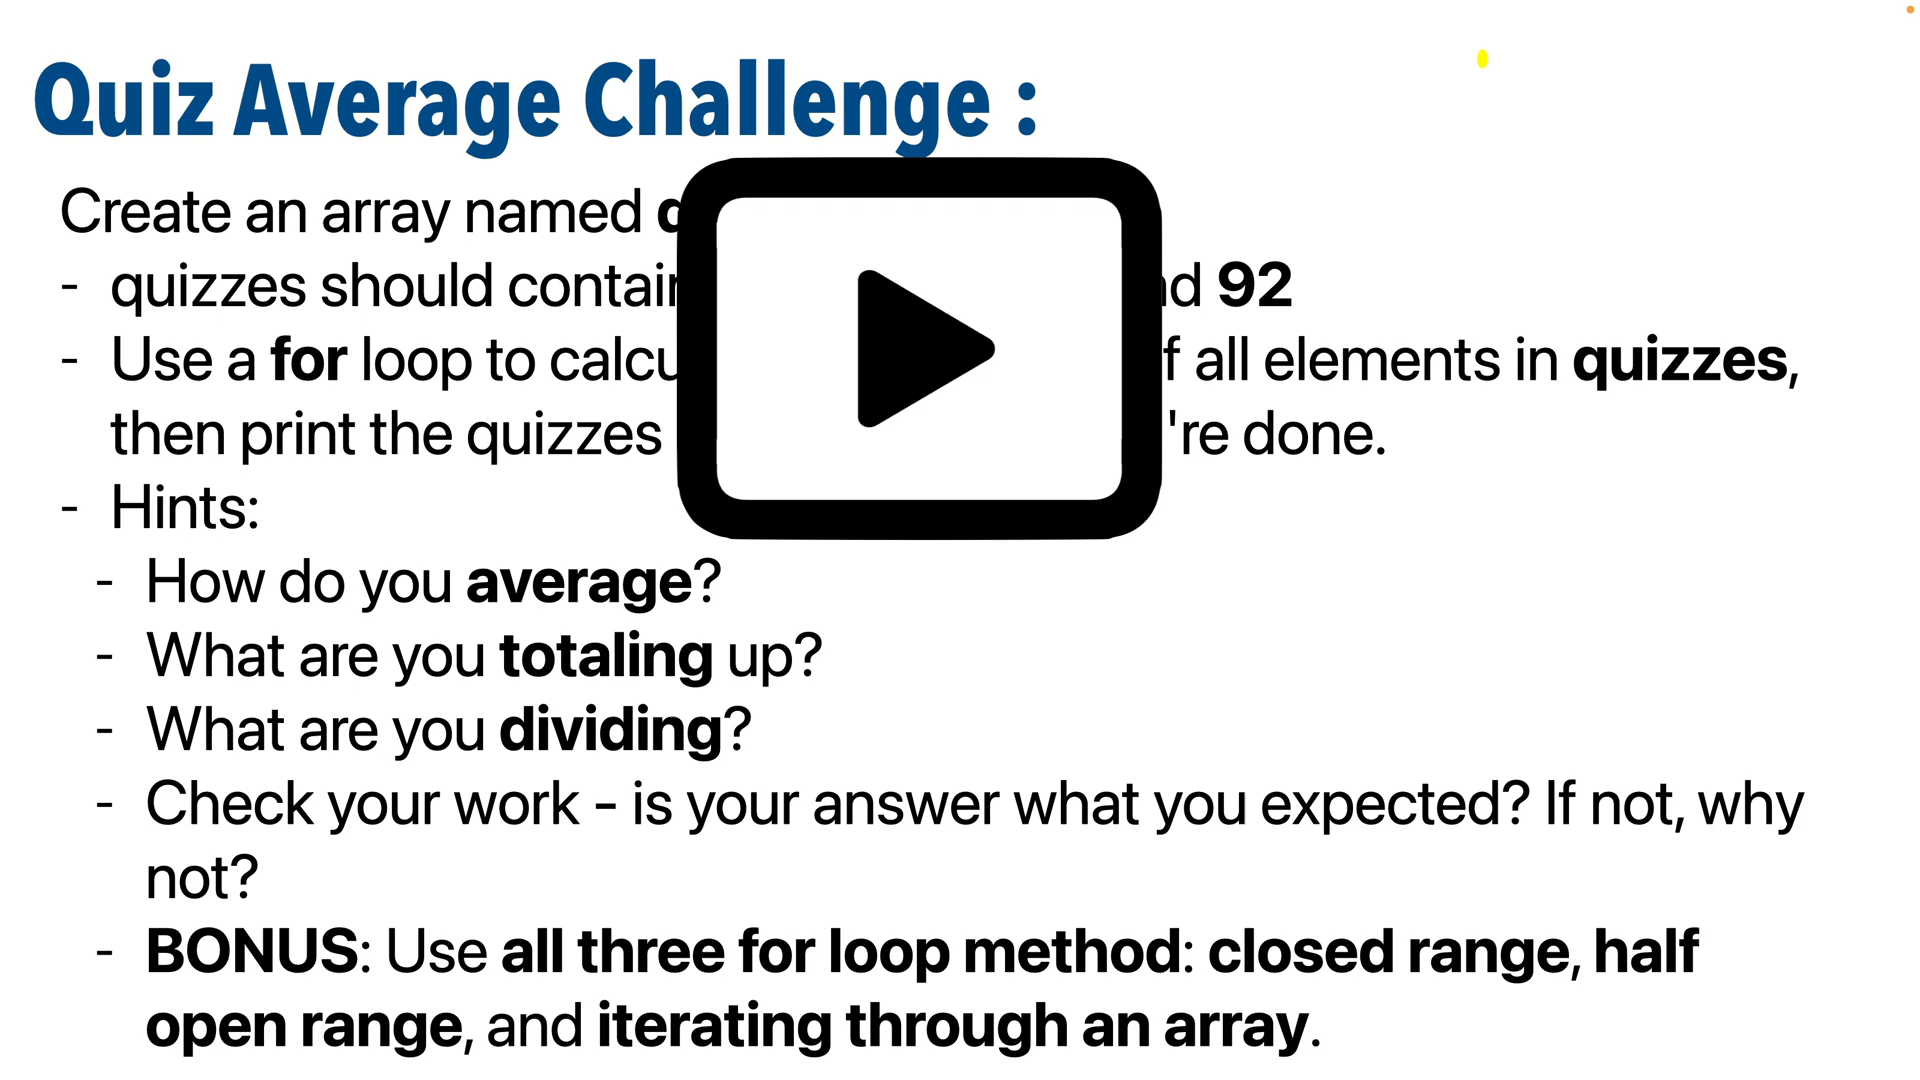 Quiz Average Challenge :
Create an array named
- quizzes should contain 92
- Use a for loop to all elements in quizzes,
then print the quizzes 're done.
- Hints:
- How do you average?
- What are you totaling up?
- What are you dividing?
- Check your work - is your answer what you expected? If not, why
not?
- BONUS: Use all three for loop method: closed range, half
open range, and iterating through an array.